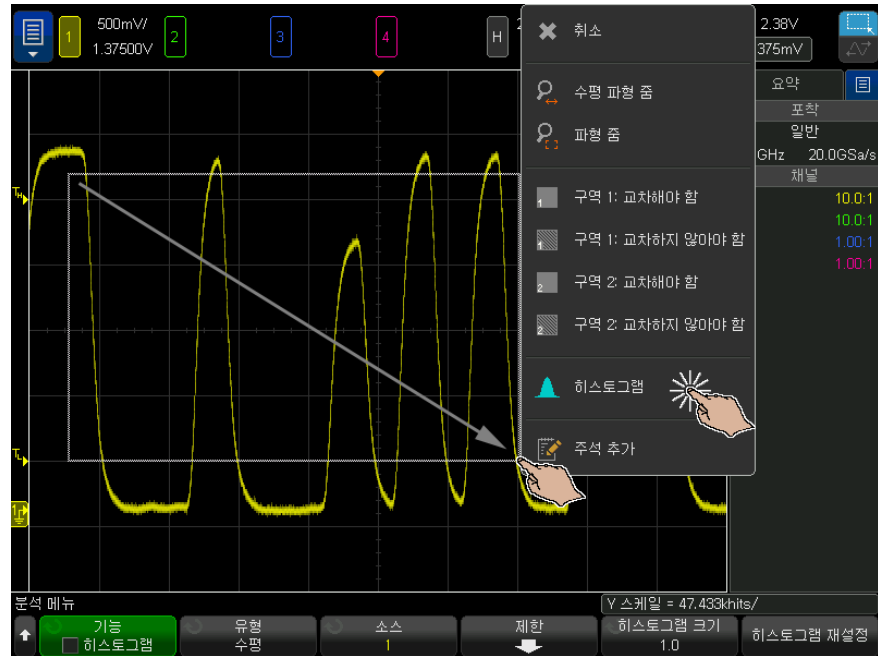 1
500mV/
1.37500V
2
3
4
H
2.38V
375mV
취소
수평 파형 줌
파형 줌
구역 1: 교차해야 함
구역 1: 교차하지 않아야 함
구역 2: 교차해야 함
구역 2: 교차하지 않아야 함
히스토그램
주석 추가
요약
포착
일반
GHz 20.0GSa/s
채널
10.0:1
10.0:1
1.00:1
1.00:1
TH
TL
분석 메뉴
Y 스케일 = 47.433khits/
기능
히스토그램
유형
수평
소스
1
제한
히스토그램 크기
1.0
히스토그램 재설정